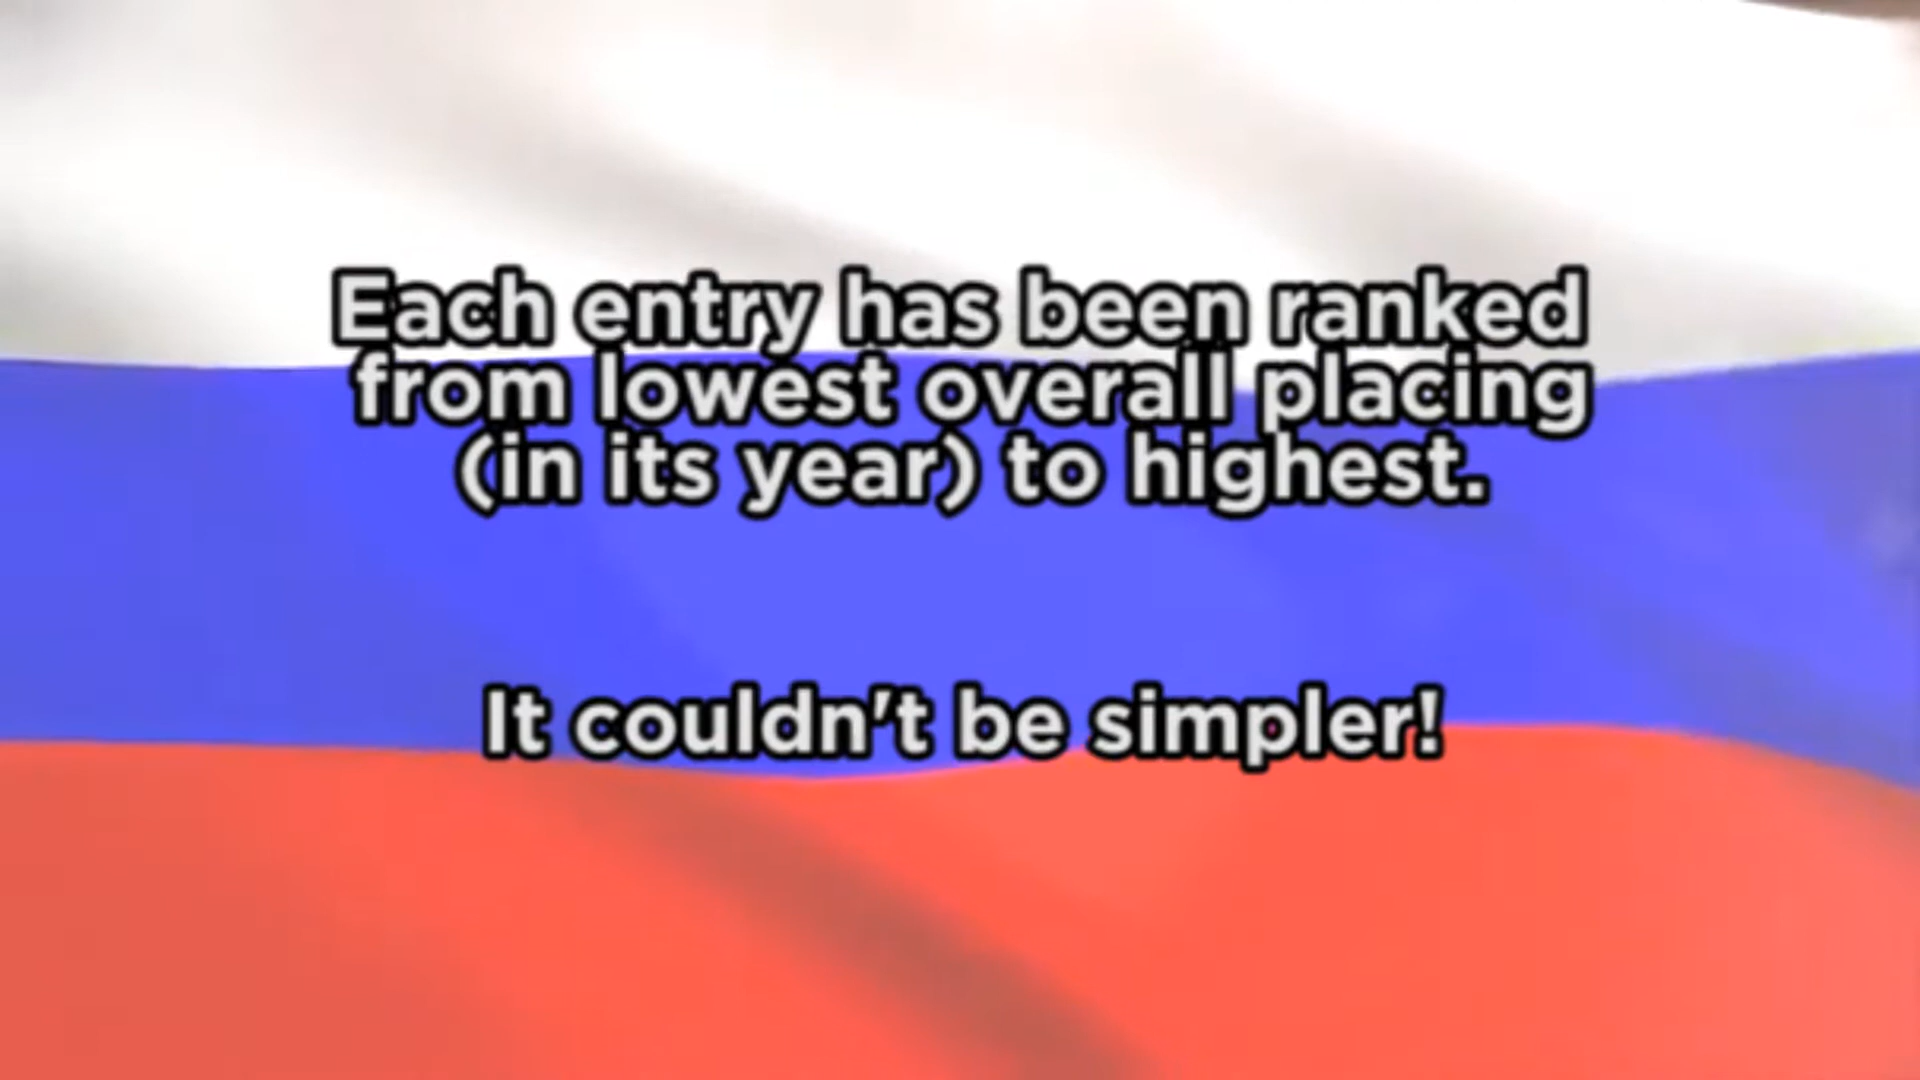 Each entry has been ranked
from lowest overall placing
(in its year) to highest.
It couldn't be simpler!